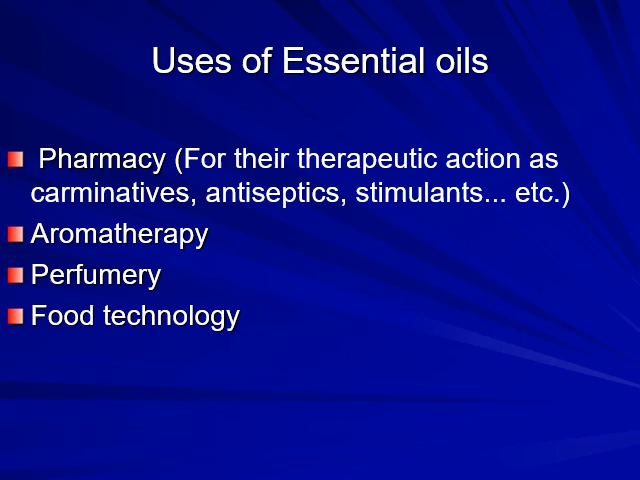 Uses of Essential oils
Pharmacy (For their therapeutic action as
carminatives, antiseptics, stimulants... etc.)
Aromatherapy
Perfumery
Food technology